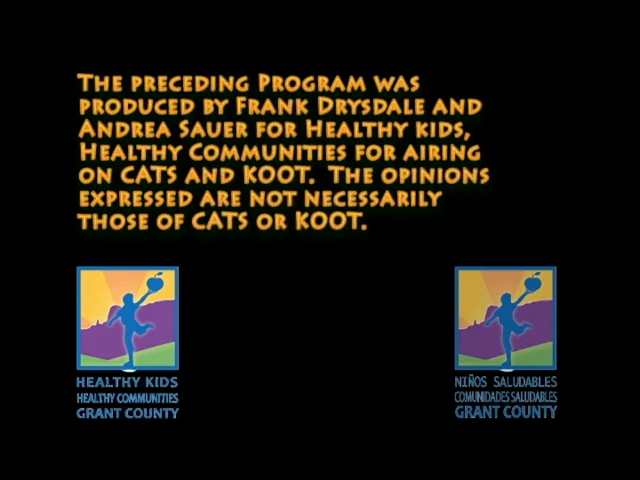 The preceding Program was
produced by Frank Drysdale and
Andrea Sauer for Healthy kids,
Healthy Communities for airing
on CATS and KOOT. The opinions
expressed are not necessarily
those of CATS or KOOT.
HEALTHY KIDS
HEALTHY COMMUNITIES
GRANT COUNTY
NIÑOS SALUDABLES
COMUNIDADES SALUDABLES
GRANT COUNTY